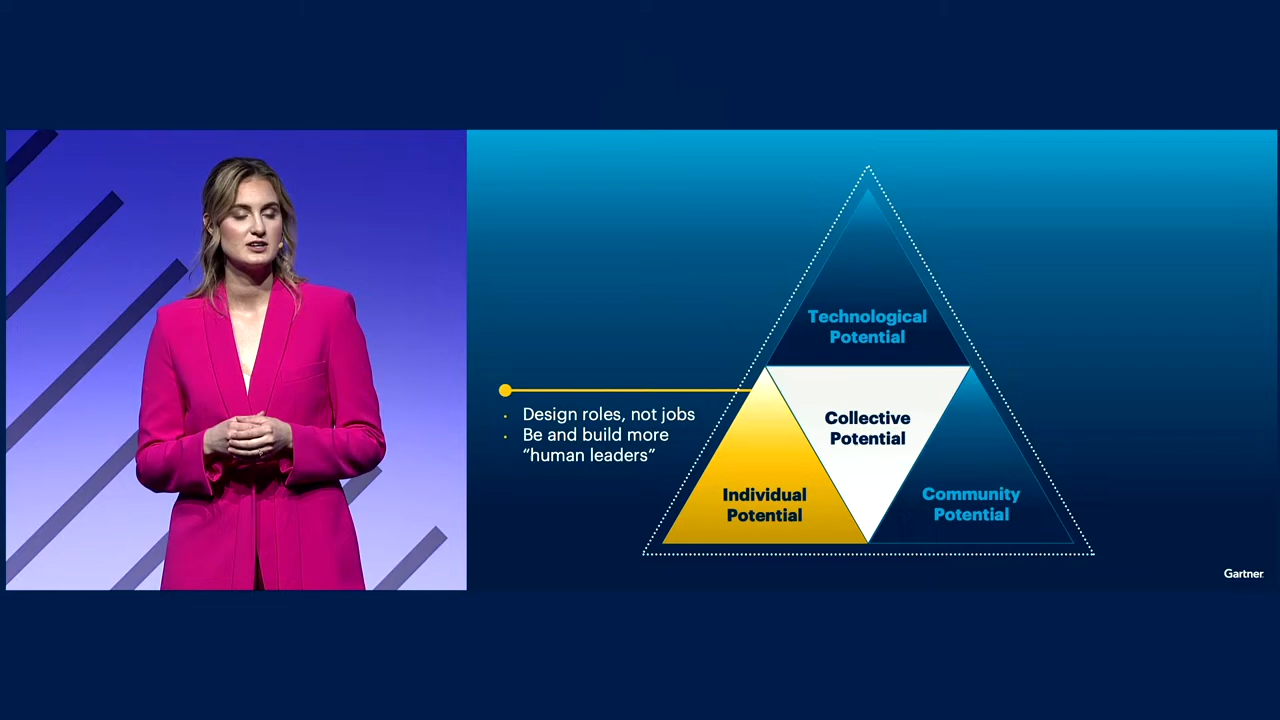 Technological
Potential
Design roles, not jobs
Be and build more
“human leaders”
Collective
Potential
Individual
Potential
Community
Potential
Gartner